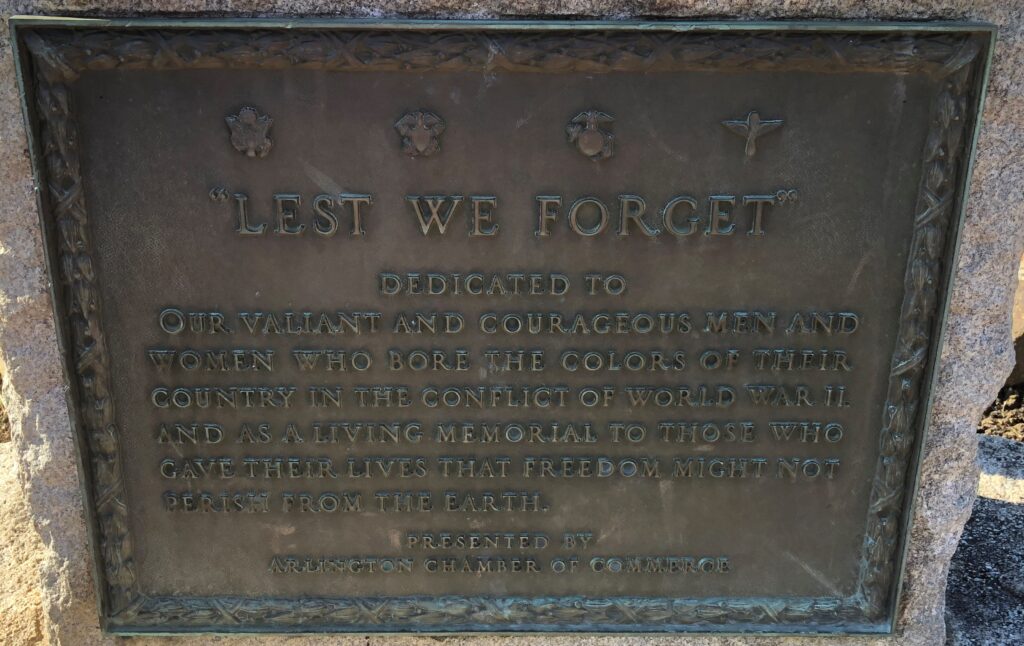 "LEST WE FORGET"
DEDICATED TO
OUR VALIANT AND COURAGEOUS MEN AND
WOMEN WHO BORE THE COLORS OF THEIR
COUNTRY IN THE CONFLICT OF WORLD WAR II.
AND AS A LIVING MEMORIAL TO THOSE WHO
GAVE THEIR LIVES THAT FREEDOM MIGHT NOT
PERISH FROM THE EARTH.
PRESENTED BY
ARLINGTON CHAMBER OF COMMERCE